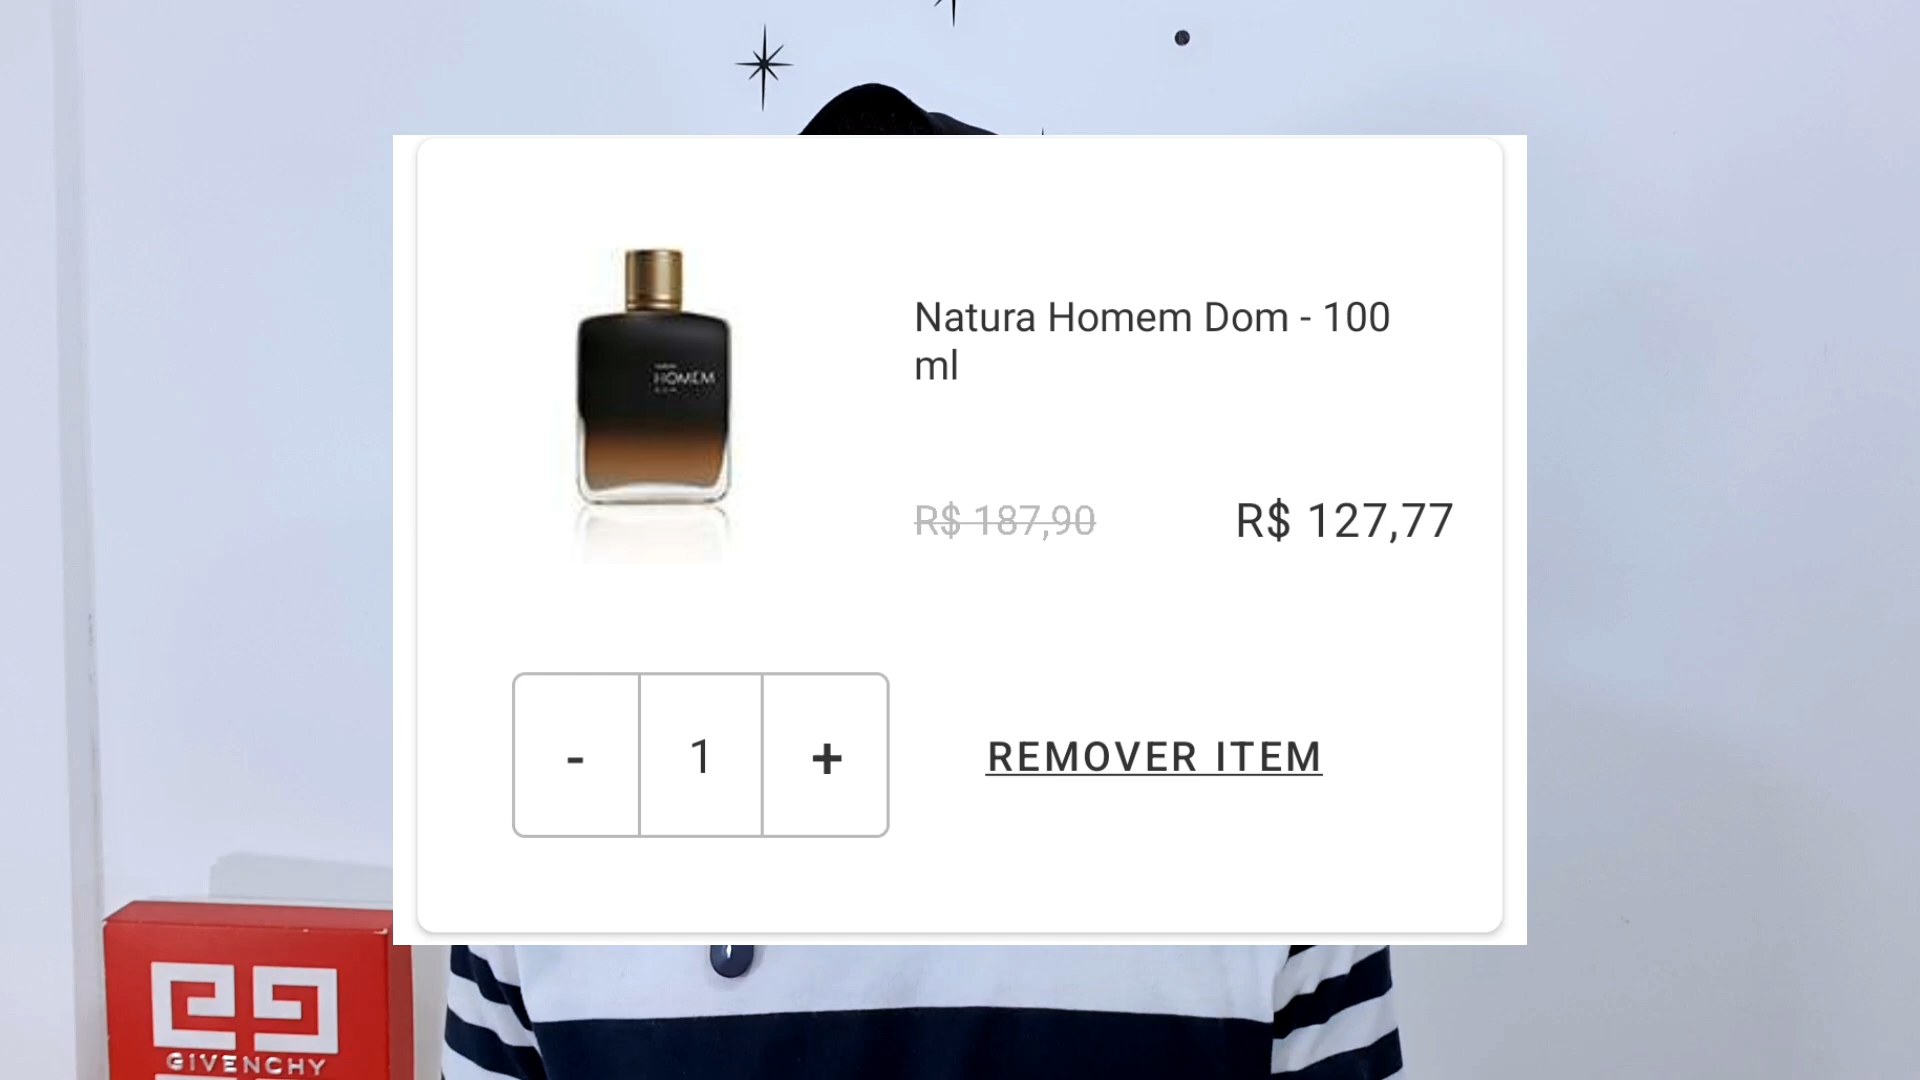 Natura Homem Dom - 100
ml
HOMEM
R$ 187,90
R$ 127,77
- 1 +
REMOVER ITEM
GIVENCHY